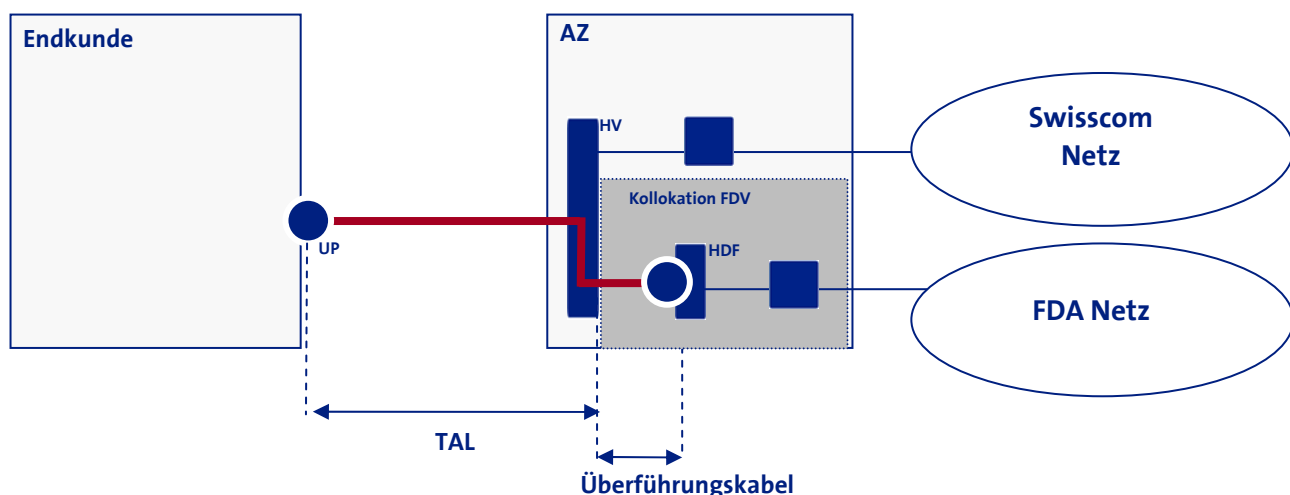 Endkunde
AZ
HV
Swisscom
Netz
Kollokation FDV
UP
HDF
FDA Netz
TAL
Überführungskabel